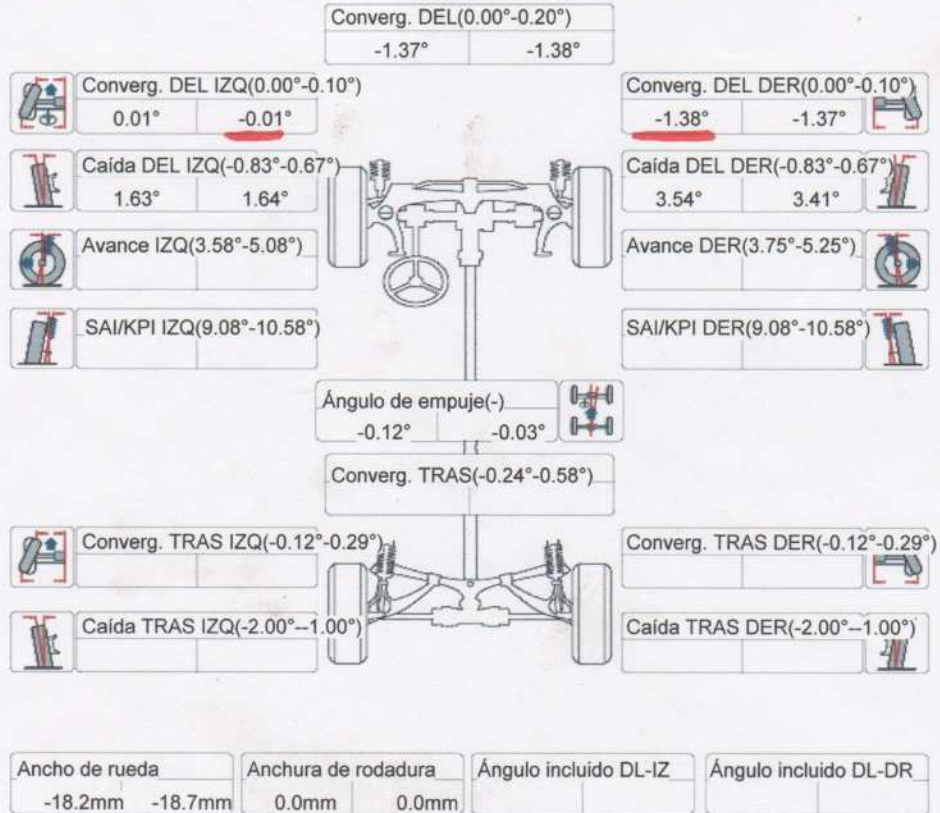 Converg. DEL(0.00°-0.20°)
-1.37° -1.38°
Converg. DEL IZQ(0.00°-0.10°)
0.01° -0.01°
Converg. DEL DER(0.00°-0.10°)
-1.38° -1.37°
Caída DEL IZQ(-0.83°-0.67°)
1.63° 1.64°
Caída DEL DER(-0.83°-0.67°)
3.54° 3.41°
Avance IZQ(3.58°-5.08°)
Avance DER(3.75°-5.25°)
SAI/KPI IZQ(9.08°-10.58°)
SAI/KPI DER(9.08°-10.58°)
Ángulo de empuje(-)
-0.12° -0.03°
Converg. TRAS(-0.24°-0.58°)
Converg. TRAS IZQ(-0.12°-0.29°)
Converg. TRAS DER(-0.12°-0.29°)
Caída TRAS IZQ(-2.00°--1.00°)
Caída TRAS DER(-2.00°--1.00°)
Ancho de rueda
-18.2mm -18.7mm
Anchura de rodadura
0.0mm 0.0mm
Ángulo incluido DL-IZ
Ángulo incluido DL-DR